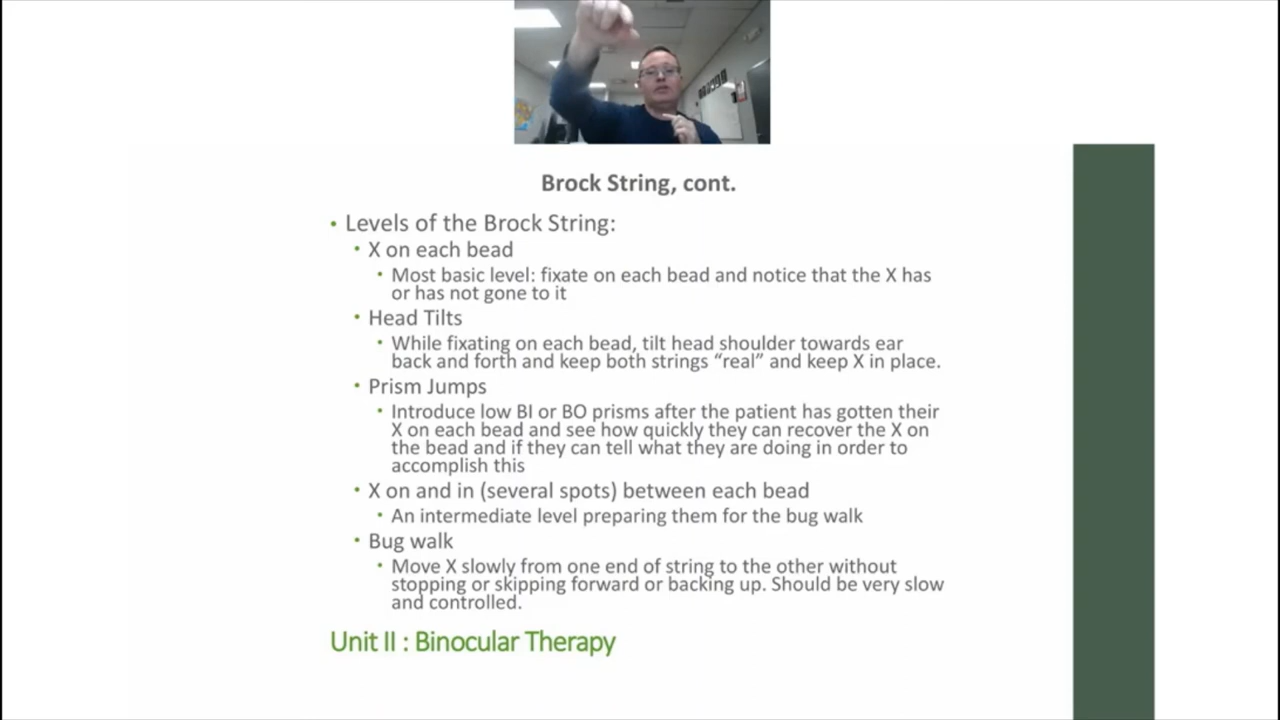 Brock String, cont.
• Levels of the Brock String:
• X on each bead
• Most basic level: fixate on each bead and notice that the X has
or has not gone to it
• Head Tilts
• While fixating on each bead, tilt head shoulder towards ear
back and forth and keep both strings “real” and keep X in place.
• Prism Jumps
• Introduce low BI or BO prisms after the patient has gotten their
X on each bead and see how quickly they can recover the X on
the bead and if they can tell what they are doing in order to
accomplish this
• X on and in (several spots) between each bead
• An intermediate level preparing them for the bug walk
• Bug walk
• Move X slowly from one end of string to the other without
stopping or skipping forward or backing up. Should be very slow
and controlled.
Unit II : Binocular Therapy